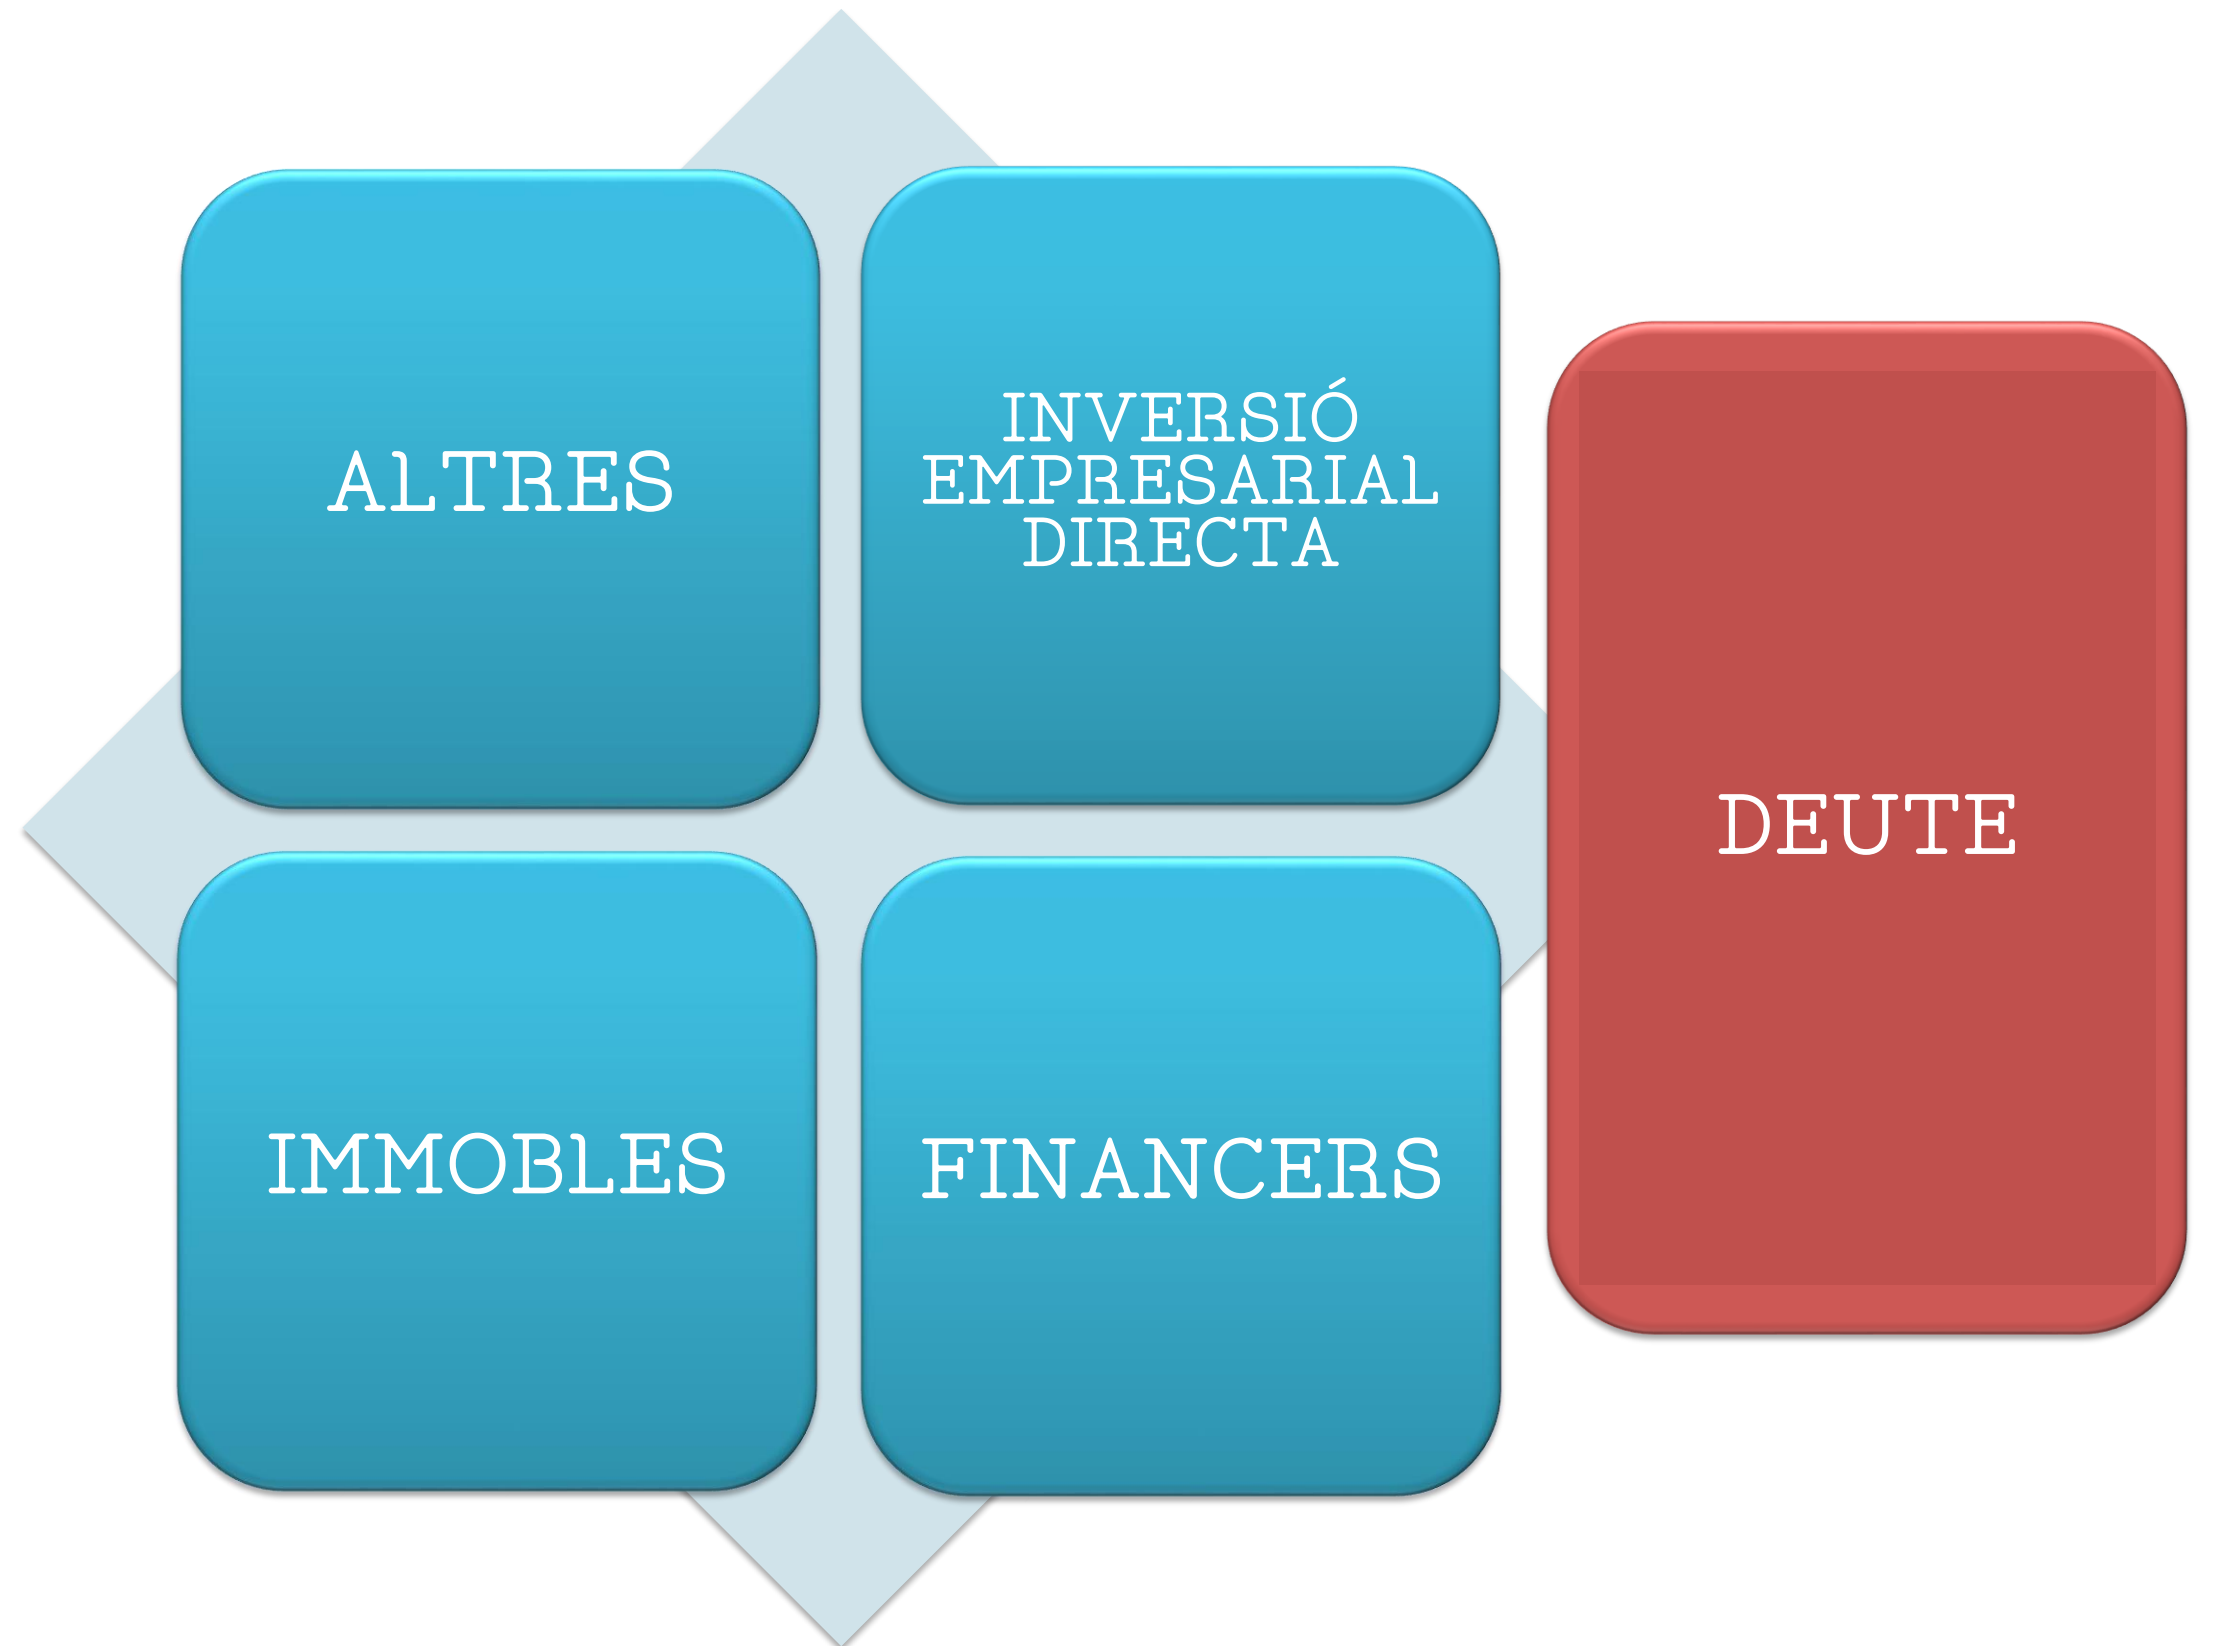 ALTRES
INVERSIÓ
EMPRESARIAL
DIRECTA
DEUTE
IMMOBLES
FINANCERS